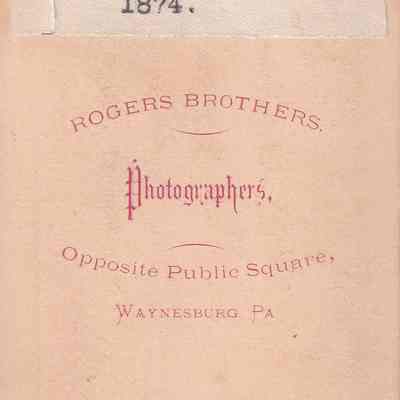 1874.
ROGERS BROTHERS,
Photographers,
Opposite Public Square,
WAYNESBURG PA